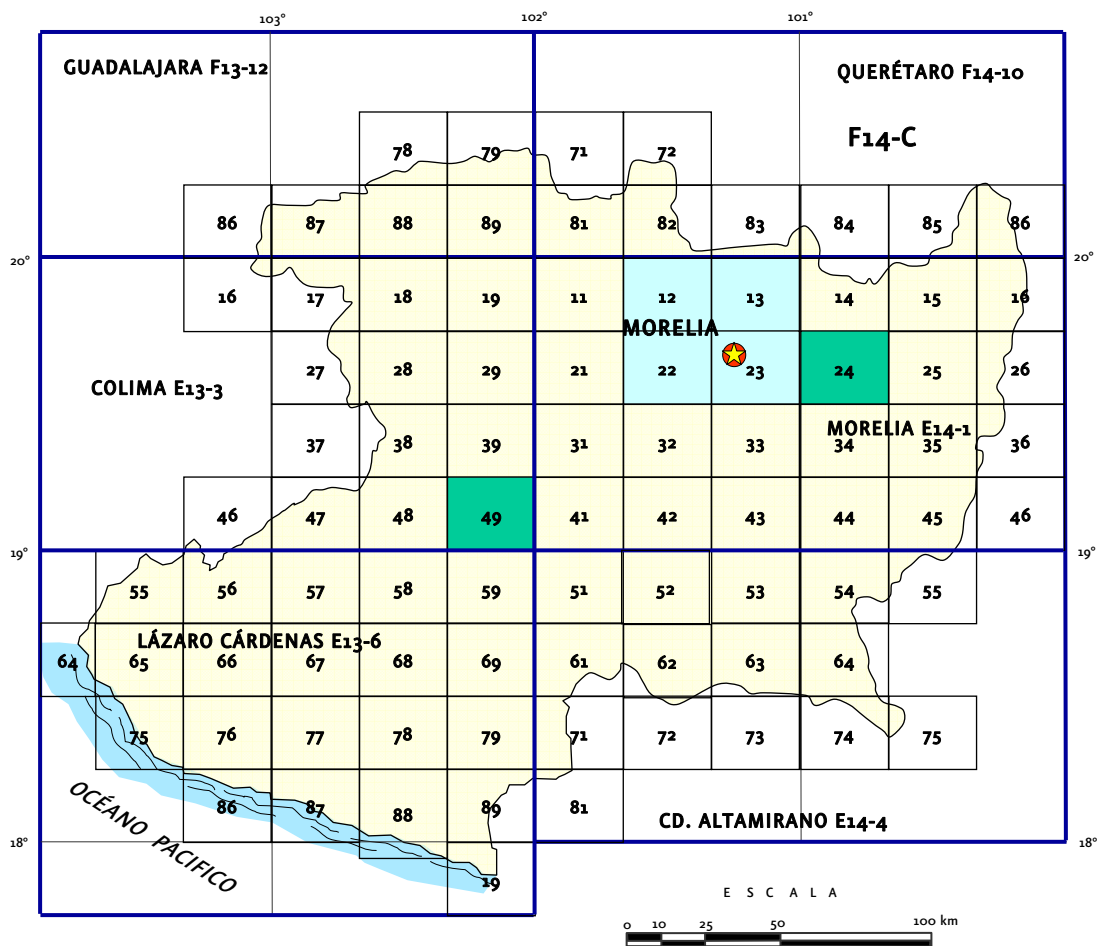 103° 102° 101°
GUADALAJARA F13-12 QUERÉTARO F14-10
F14-C
78 79 71 72
86 87 88 89 81 82 83 84 85 86
20° 20°
16 17 18 19 11 12 13 14 15 16
MORELIA
27 28 29 21 22 23 24 25 26
COLIMA E13-3
MORELIA E14-1
37 38 39 31 32 33 34 35 36
46 47 48 49 41 42 43 44 45 46
19° 19°
55 56 57 58 59 51 52 53 54 55
LÁZARO CÁRDENAS E13-6
64 65 66 67 68 69 61 62 63 64
75 76 77 78 79 71 72 73 74 75
OCÉANO PACIFICO
86 87 88 89 81
CD. ALTAMIRANO E14-4
18° 18°
19
ESCALA
0 10 25 50 100 km